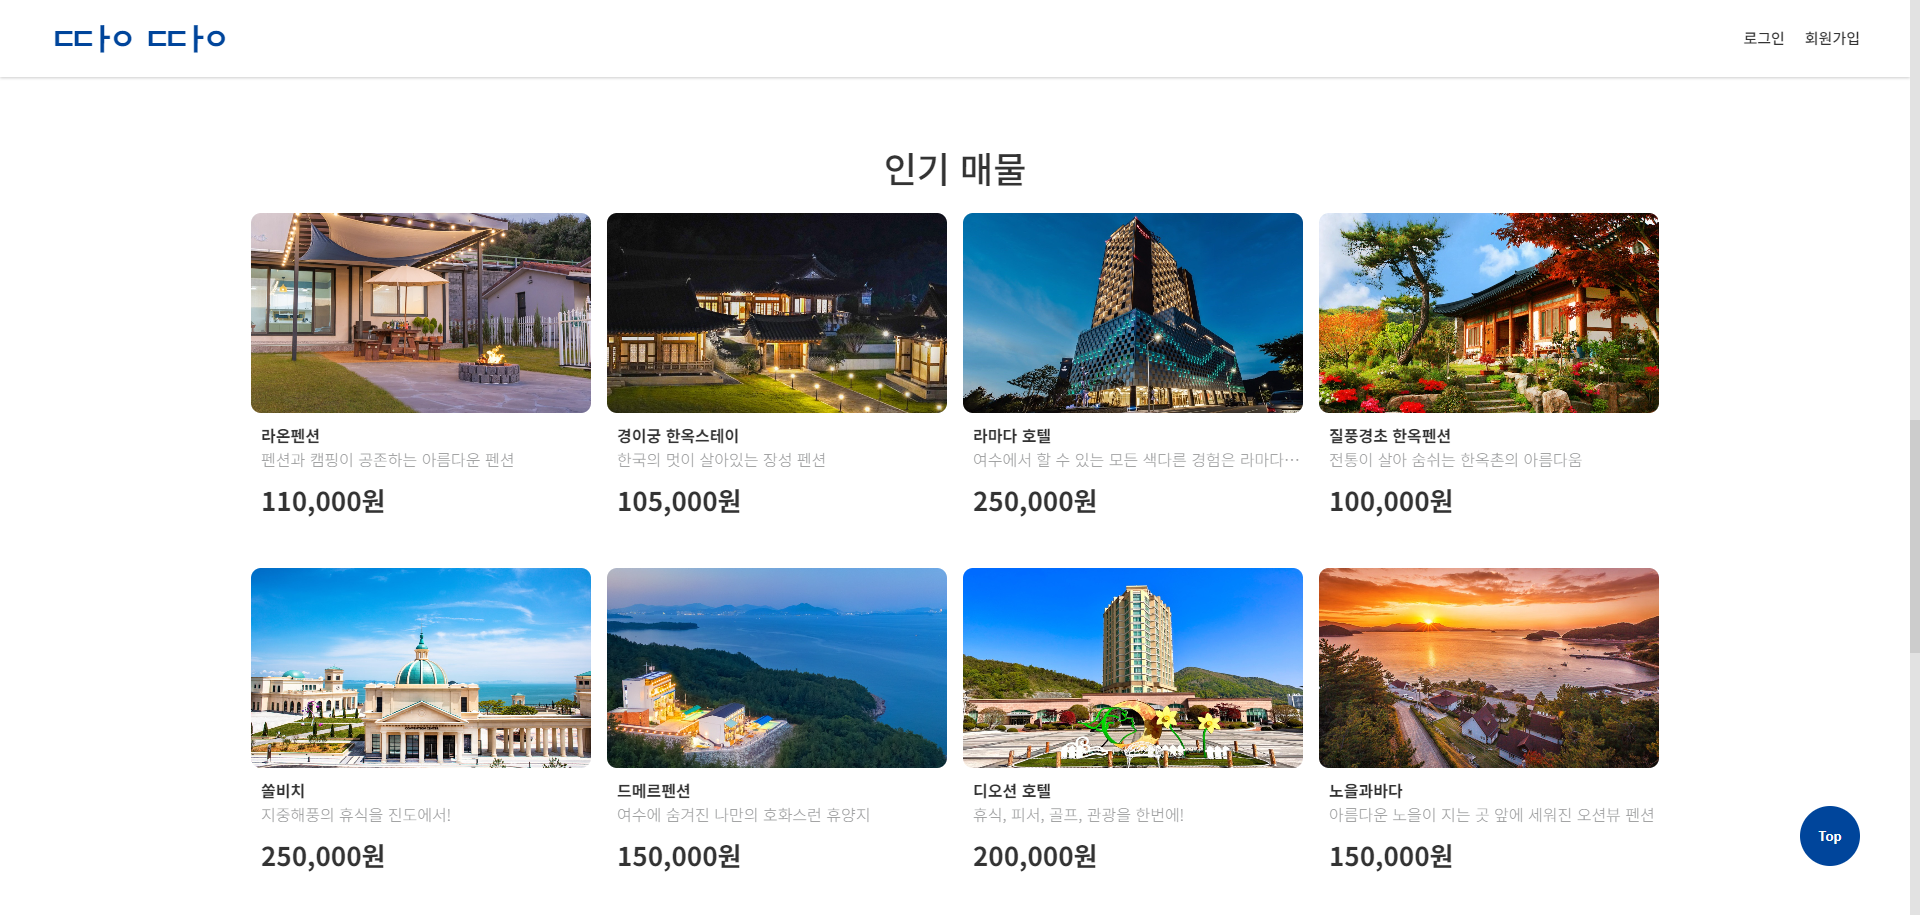 따이 따이
로그인 회원가입
인기 매물
라온펜션
펜션과 캠핑이 공존하는 아름다운 펜션
110,000원
경이궁 한옥스테이
한국의 멋이 살아있는 장성 펜션
105,000원
라마다 호텔
여수에서 할 수 있는 모든 색다른 경험은 라마다…
250,000원
질풍경초 한옥펜션
전통이 살아 숨쉬는 한옥촌의 아름다움
100,000원
쏠비치
지중해풍의 휴식을 진도에서!
250,000원
드메르펜션
여수에 숨겨진 나만의 호화스런 휴양지
150,000원
디오션 호텔
휴식, 피서, 골프, 관광을 한번에!
200,000원
노을과바다
아름다운 노을이 지는 곳 앞에 세워진 오션뷰 펜션
150,000원
Top